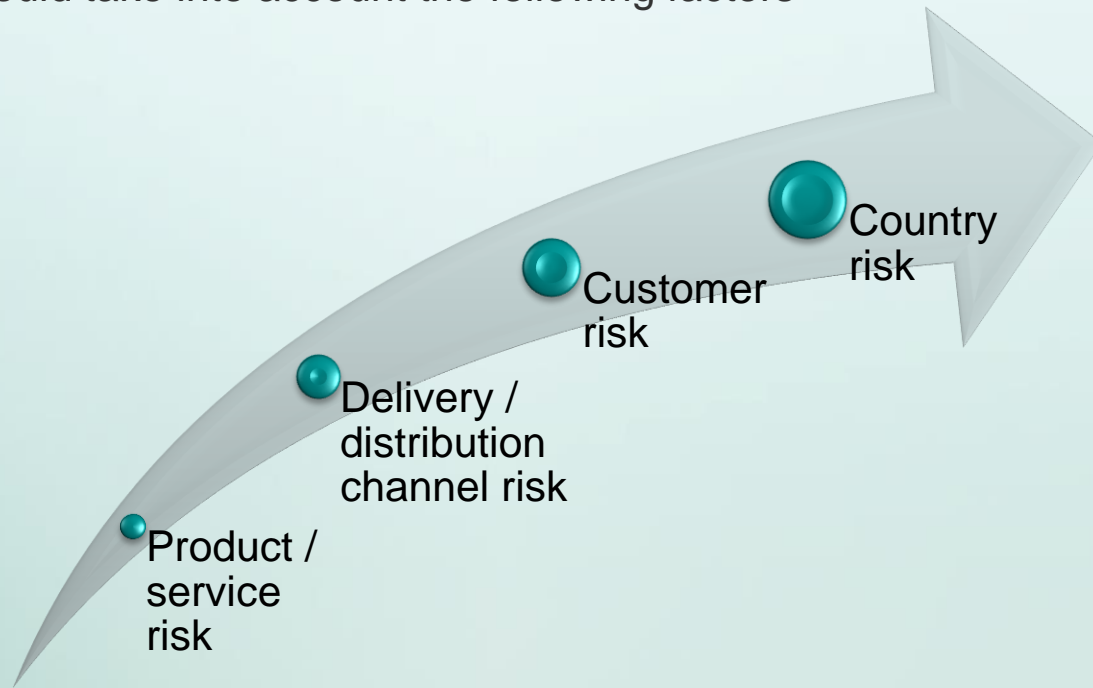 take into account the following factors
Country
risk
Customer
risk
Delivery /
distribution
channel risk
Product /
service
risk